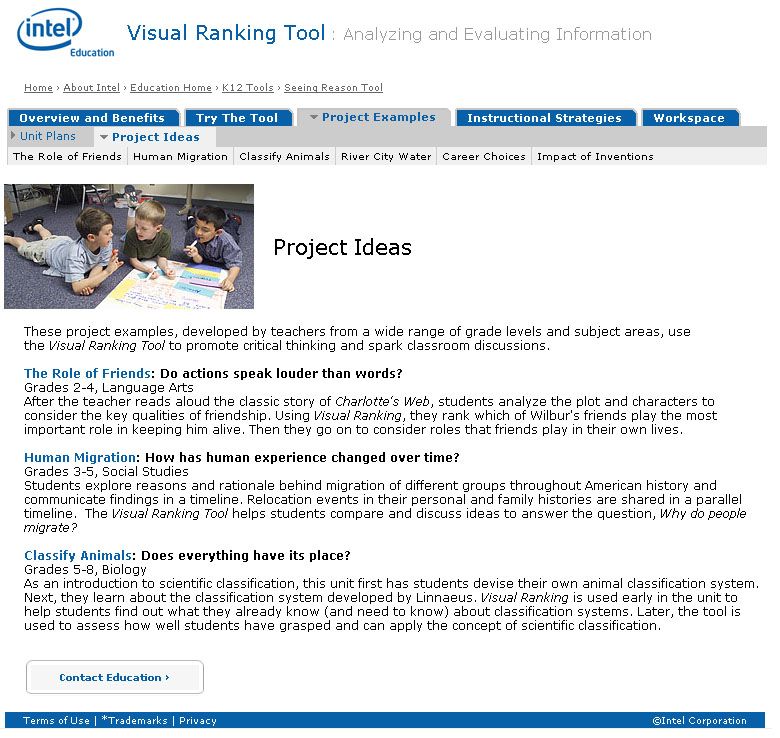 intel
Education
Visual Ranking Tool : Analyzing and Evaluating Information
Home › About Intel › Education Home › K12 Tools › Seeing Reason Tool
Overview and Benefits Try The Tool Project Examples Instructional Strategies Workspace
Unit Plans Project Ideas
The Role of Friends Human Migration Classify Animals River City Water Career Choices Impact of Inventions
Project Ideas
These project examples, developed by teachers from a wide range of grade levels and subject areas, use
the Visual Ranking Tool to promote critical thinking and spark classroom discussions.
The Role of Friends: Do actions speak louder than words?
Grades 2-4, Language Arts
After the teacher reads aloud the classic story of Charlotte's Web, students analyze the plot and characters to
consider the key qualities of friendship. Using Visual Ranking, they rank which of Wilbur's friends play the most
important role in keeping him alive. Then they go on to consider roles that friends play in their own lives.
Human Migration: How has human experience changed over time?
Grades 3-5, Social Studies
Students explore reasons and rationale behind migration of different groups throughout American history and
communicate findings in a timeline. Relocation events in their personal and family histories are shared in a parallel
timeline. The Visual Ranking Tool helps students compare and discuss ideas to answer the question, Why do people
migrate?
Classify Animals: Does everything have its place?
Grades 5-8, Biology
As an introduction to scientific classification, this unit first has students devise their own animal classification system.
Next, they learn about the classification system developed by Linnaeus. Visual Ranking is used early in the unit to
help students find out what they already know (and need to know) about classification systems. Later, the tool is
used to assess how well students have grasped and can apply the concept of scientific classification.
Contact Education ›
Terms of Use | *Trademarks | Privacy ©Intel Corporation